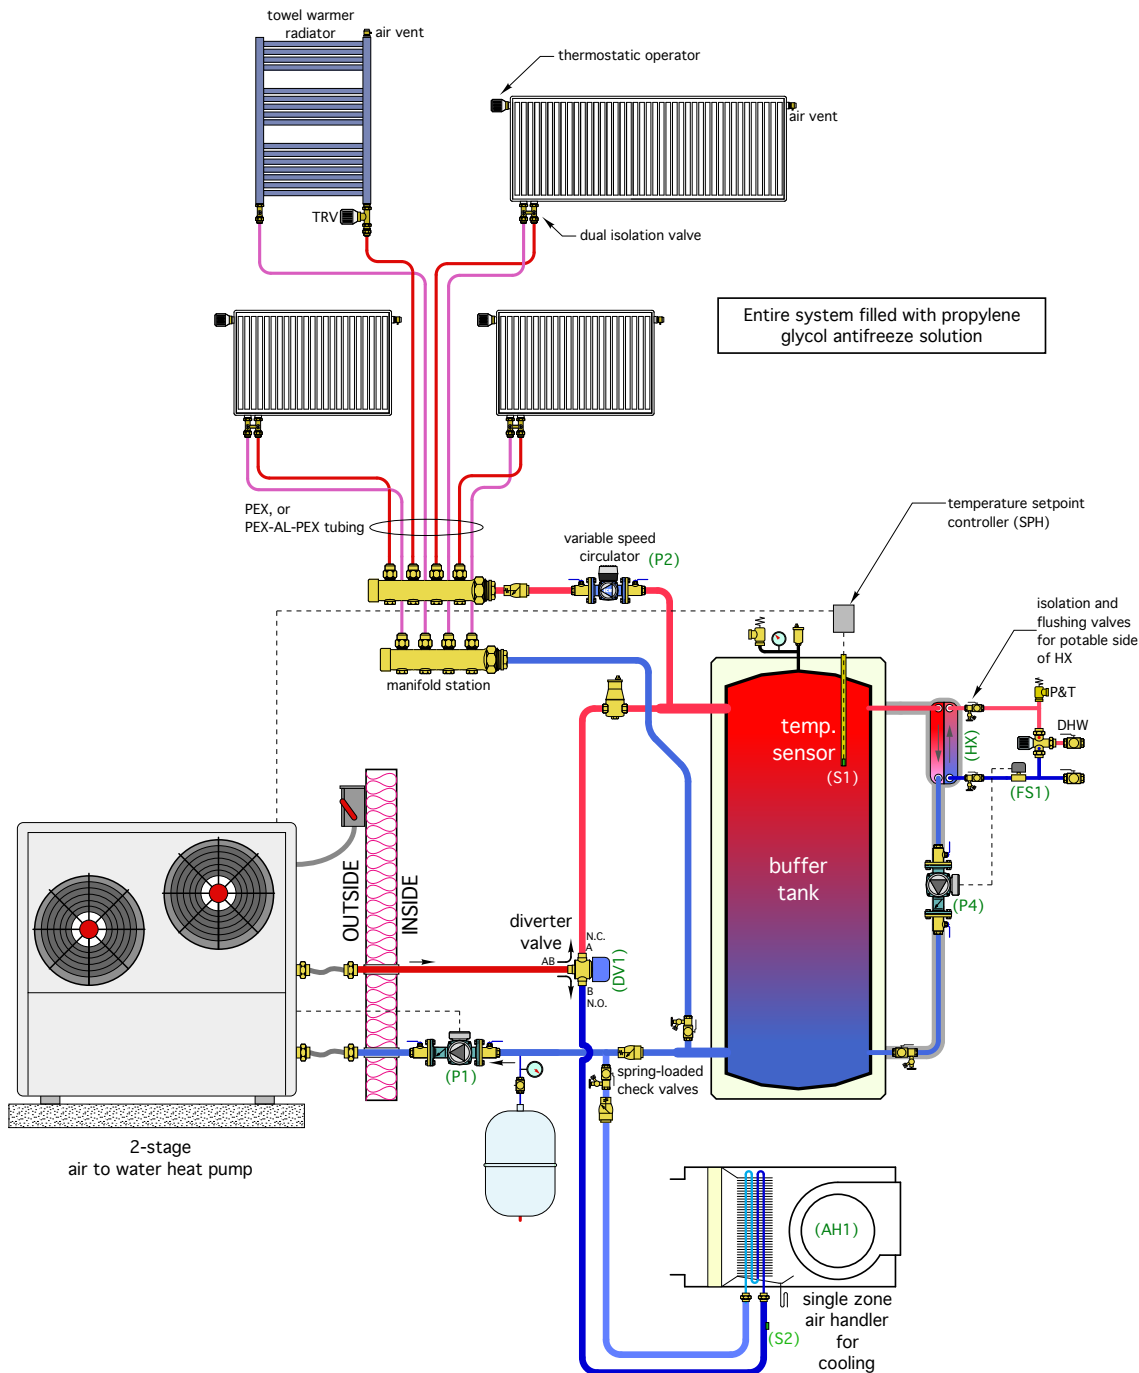 towel warmer
radiator
air vent
thermostatic operator
air vent
TRV
dual isolation valve
Entire system filled with propylene
glycol antifreeze solution
PEX, or
PEX-AL-PEX tubing
variable speed
circulator
(P2)
temperature setpoint
controller (SPH)
isolation and
flushing valves
for potable side
of HX
manifold station
P&T
DHW
(HX)
temp.
sensor
(S1)
(FS1)
buffer
tank
(P4)
OUTSIDE
INSIDE
diverter
valve
N.C.
A
AB
B
N.O.
(DV1)
(P1)
spring-loaded
check valves
2-stage
air to water heat pump
(AH1)
single zone
air handler
for
cooling
(S2)